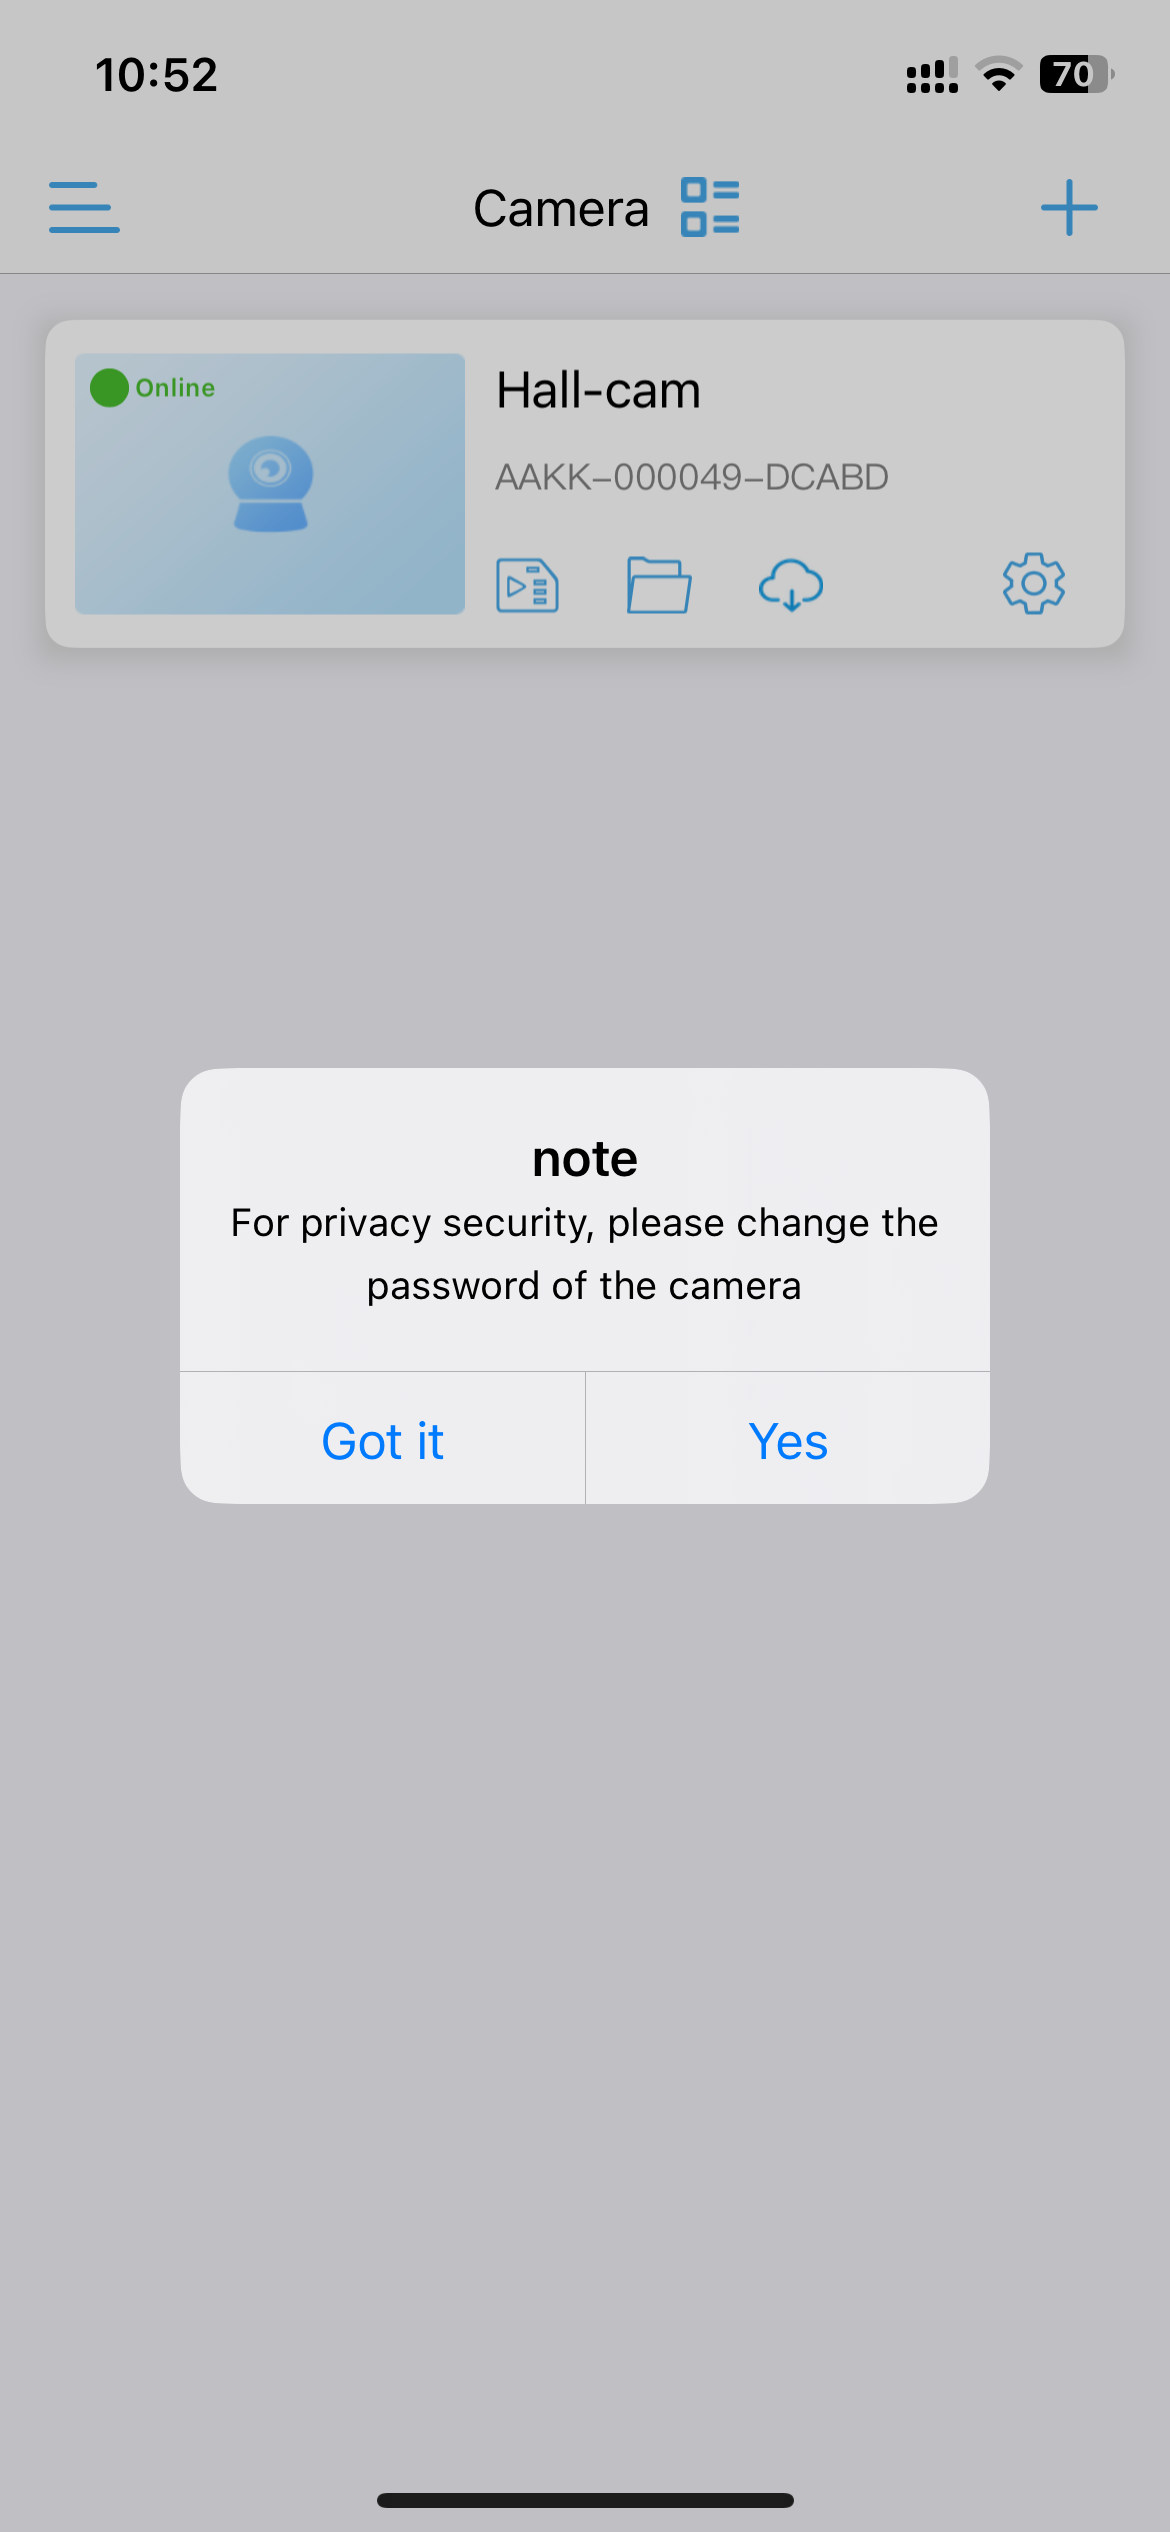 10:52
70
Camera
Online
Hall-cam
AAKK-000049-DCABD
note
For privacy security, please change the
password of the camera
Got it
Yes